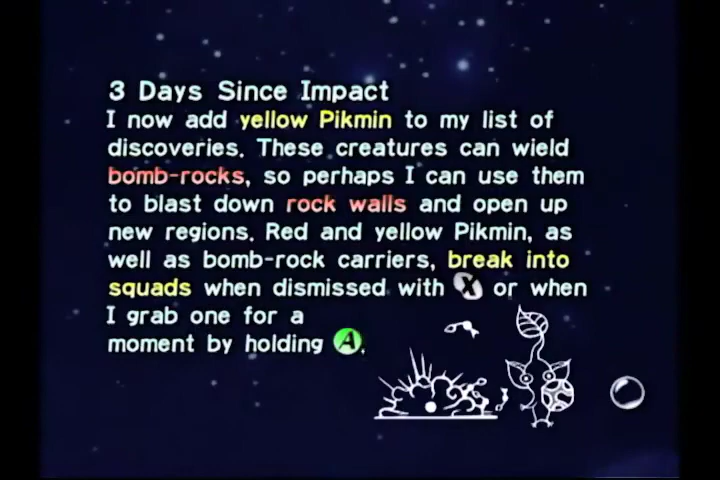 3 Days Since Impact
I now add yellow Pikmin to my list of
discoveries. These creatures can wield
bomb-rocks, so perhaps I can use them
to blast down rock walls and open up
new regions. Red and yellow Pikmin, as
well as bomb-rock carriers, break into
squads when dismissed with X or when
I grab one for a
moment by holding A.